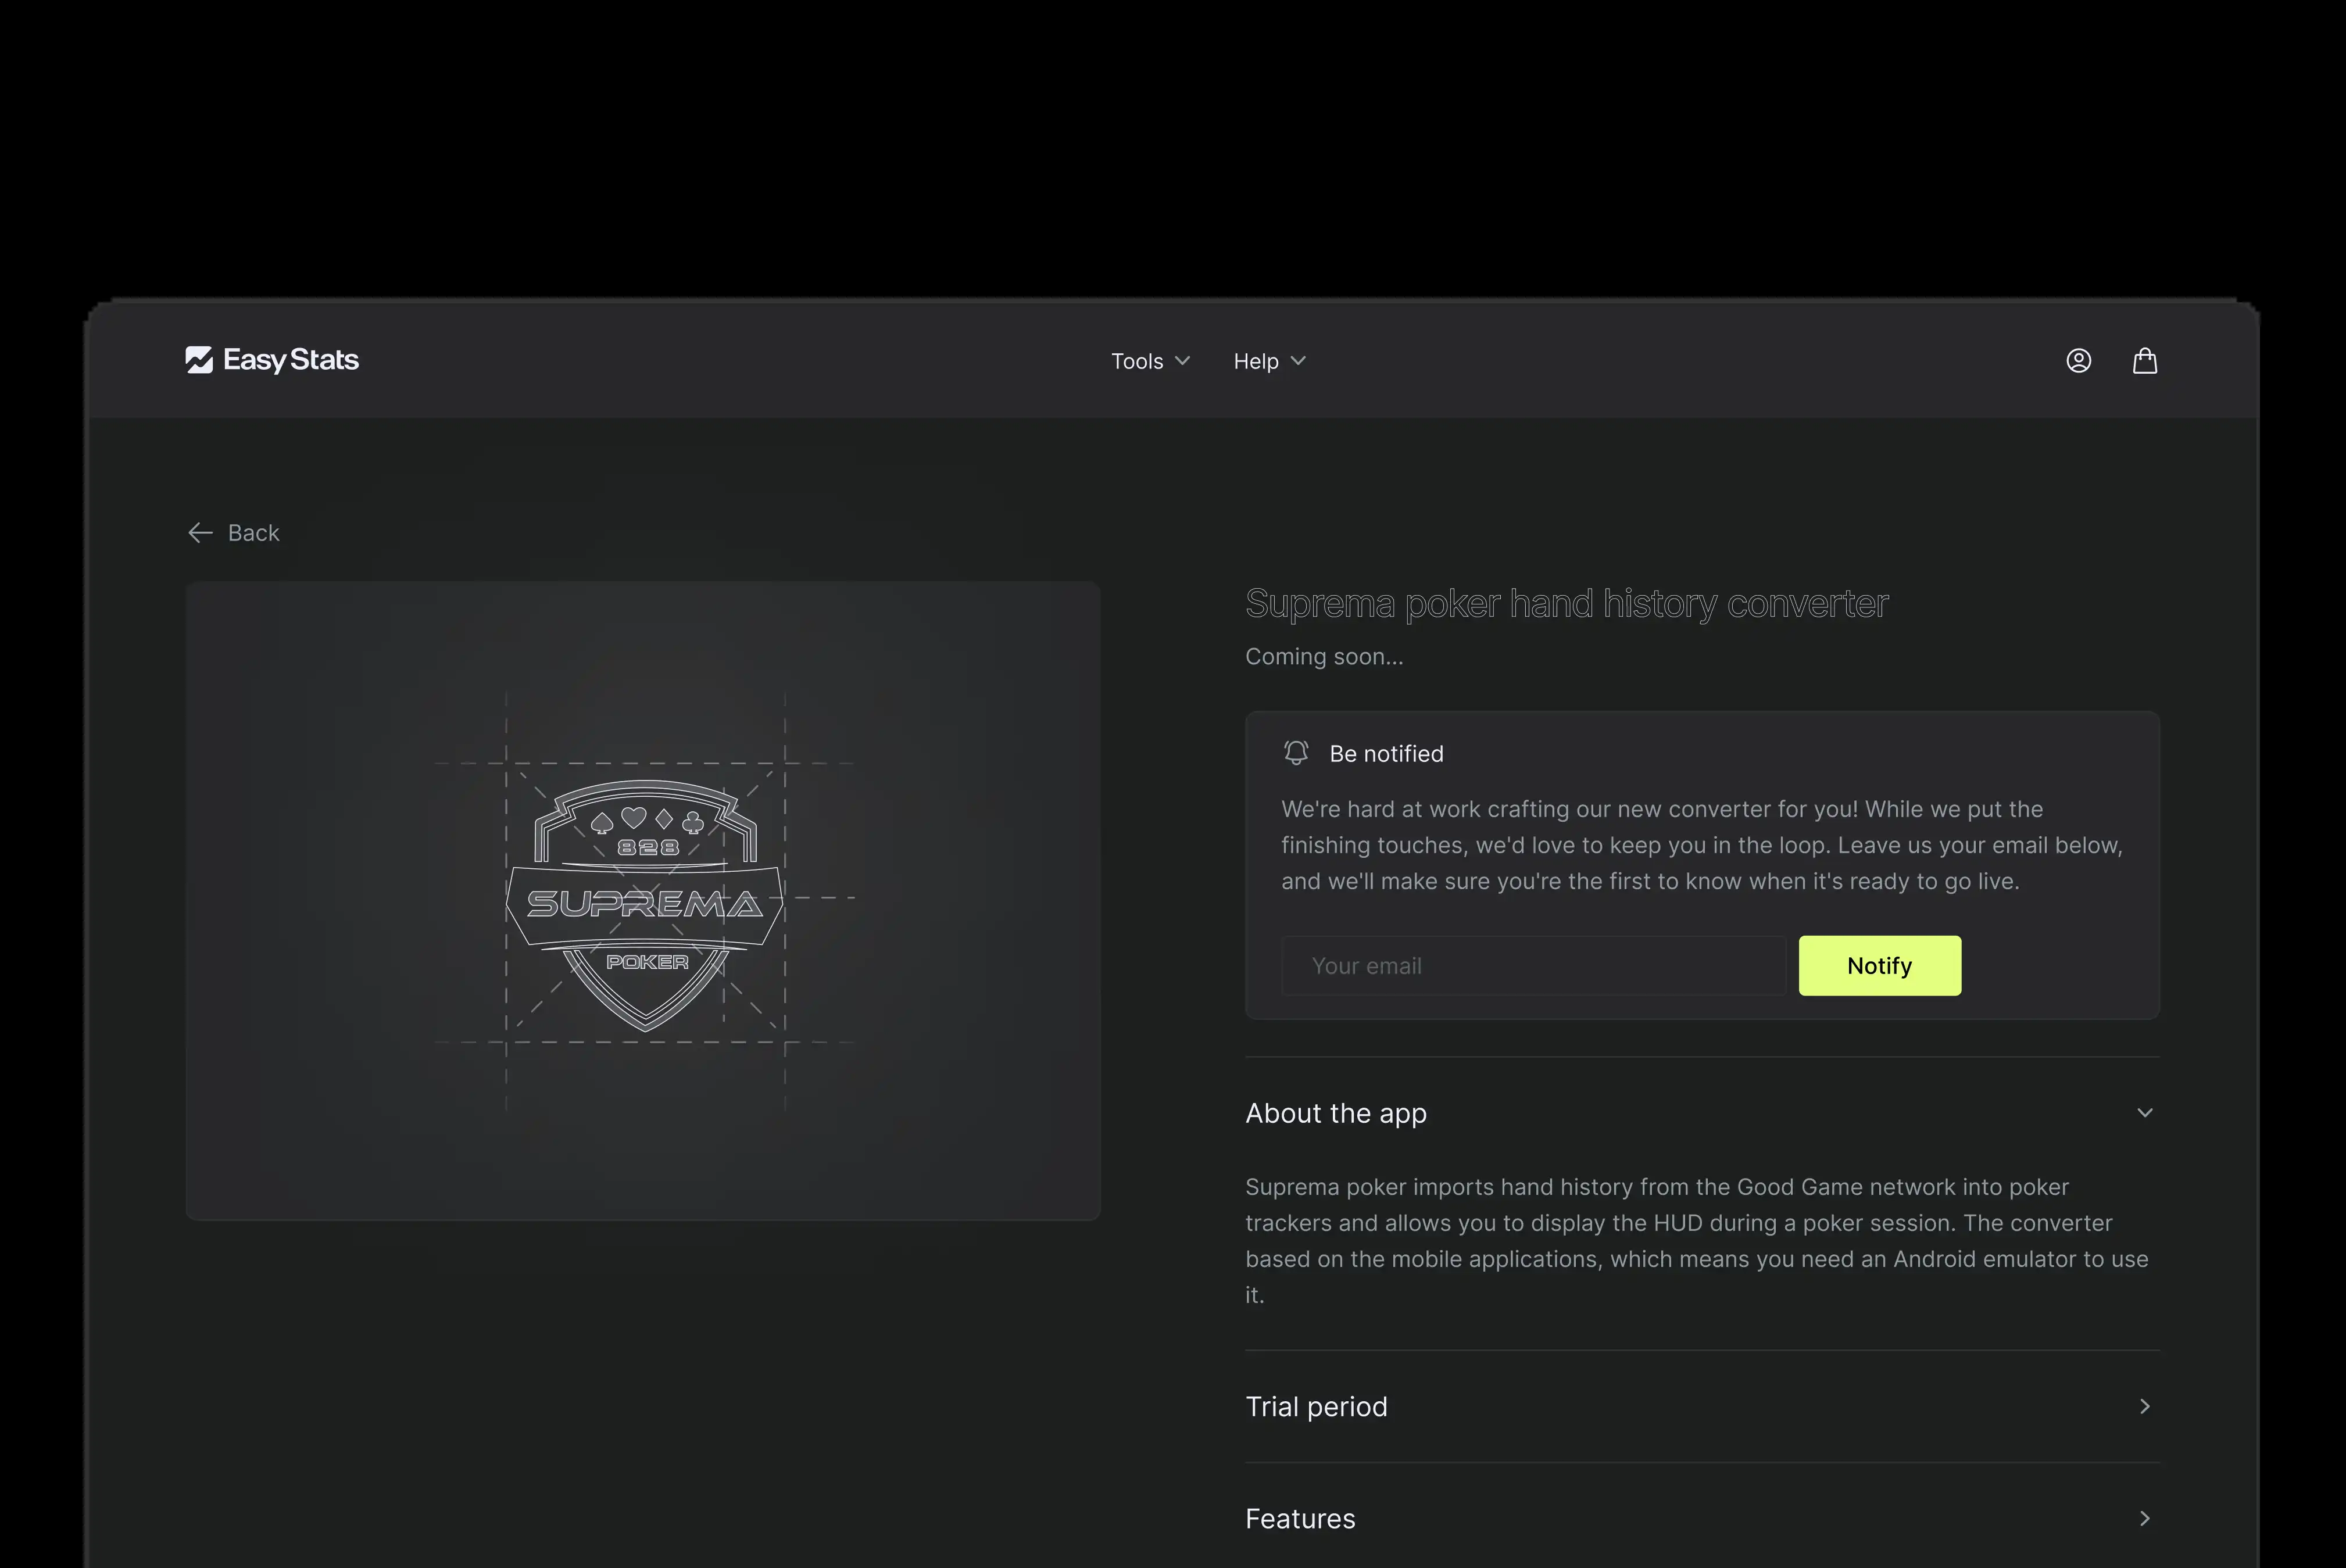 Easy Stats
Tools
Help
Back
828
SUPREMA
POKER
Suprema poker hand history converter
Coming soon...
Be notified
We're hard at work crafting our new converter for you! While we put the
finishing touches, we'd love to keep you in the loop. Leave us your email below,
and we'll make sure you're the first to know when it's ready to go live.
Your email
Notify
About the app
Suprema poker imports hand history from the Good Game network into poker
trackers and allows you to display the HUD during a poker session. The converter
based on the mobile applications, which means you need an Android emulator to use
it.
Trial period
Features